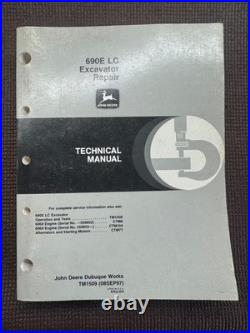 690E LC
Excavator
Repair
JOHN DEERE
TECHNICAL
MANUAL
For complete service information also see:
690E LC Excavator
Operation and Tests TM1508
6068 Engine (Serial No.
6068 Engine (Serial No.
Alternators and Starting Motors CTM77
John Deere Dubuque Works
TM1509 (08SEP97)